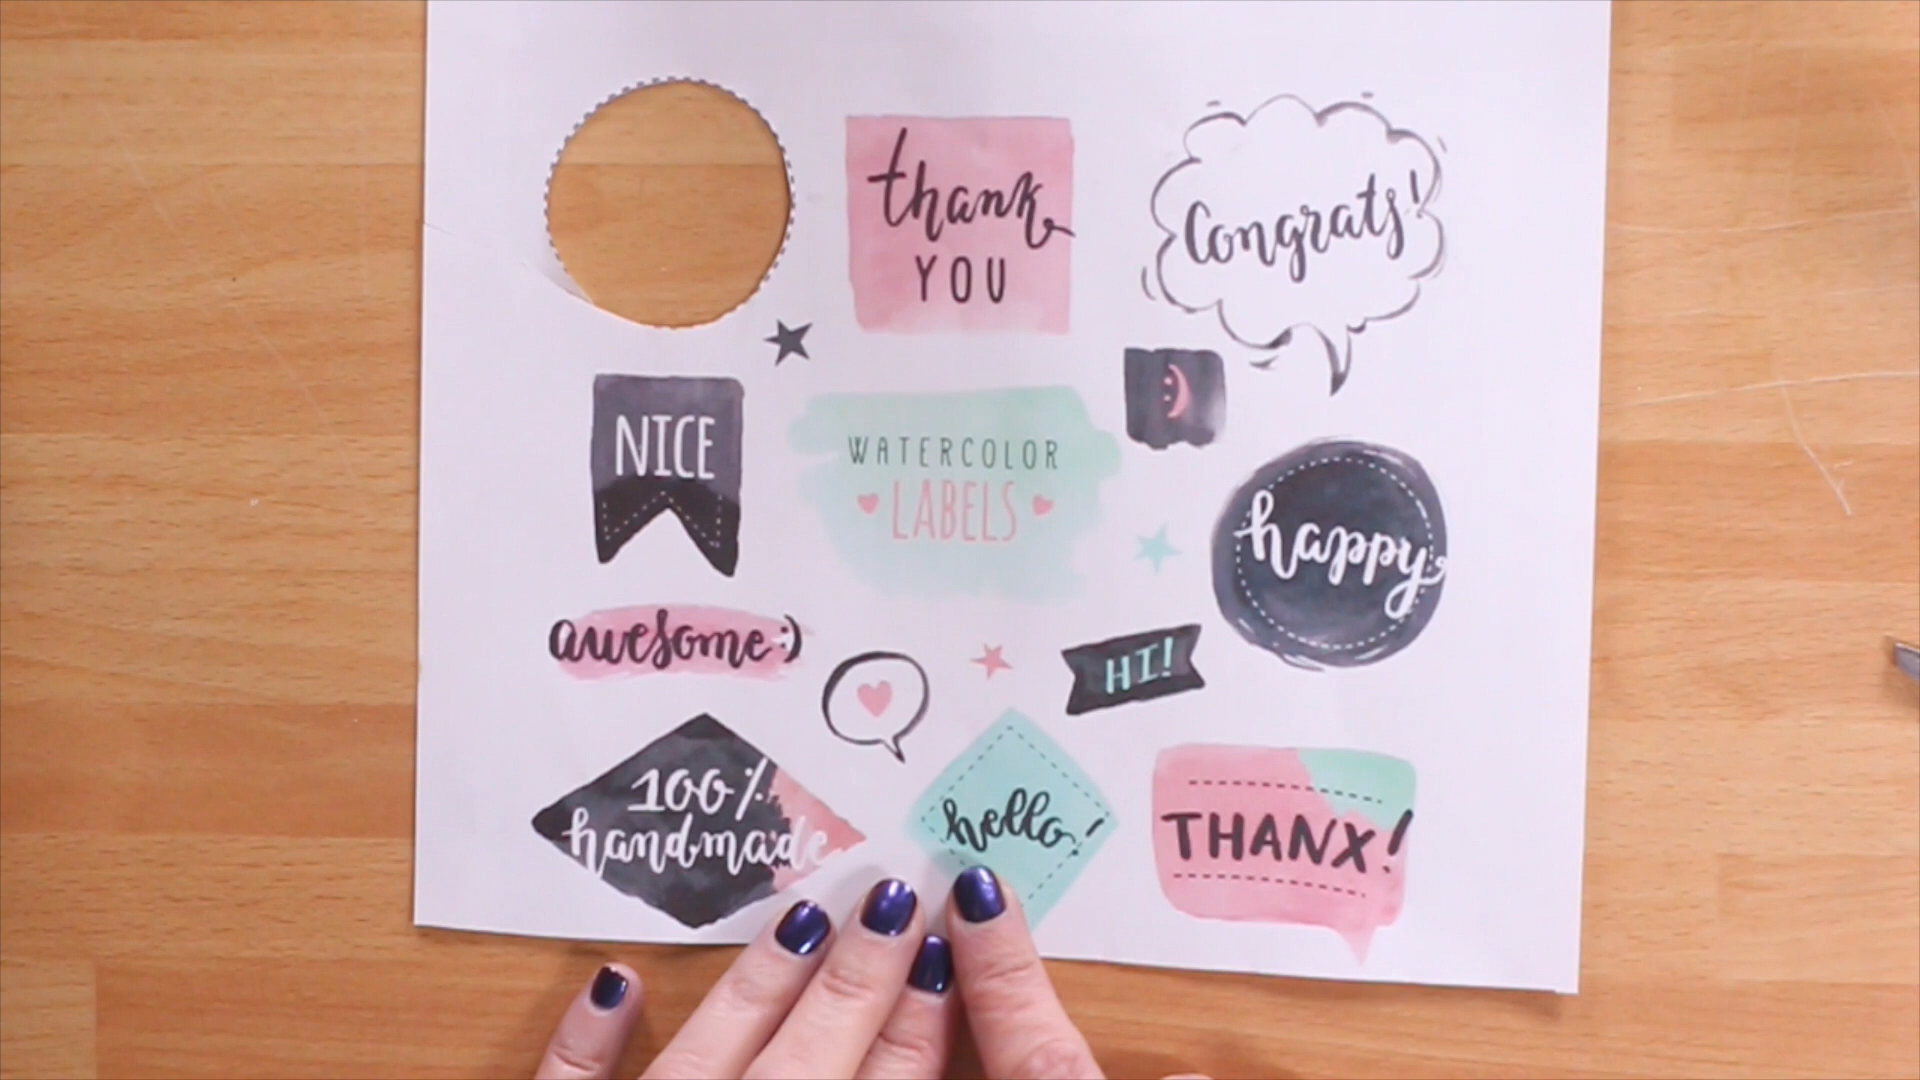 thank
YOU
Congrats!
NICE
:)
WATERCOLOR
LABELS
happy
awesome :)
HI!
100%
handmade
hello!
THANX!